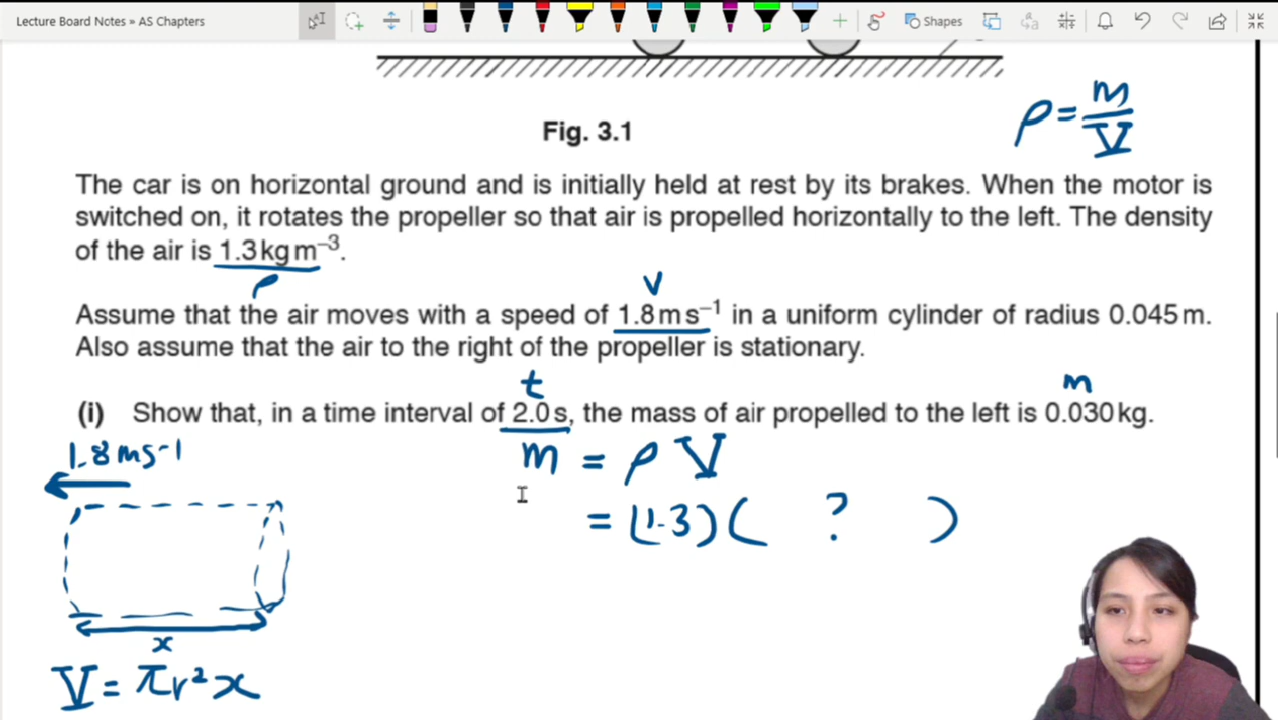 Lecture Board Notes » AS Chapters
Shapes
ρ = m/V
Fig. 3.1
The car is on horizontal ground and is initially held at rest by its brakes. When the motor is
switched on, it rotates the propeller so that air is propelled horizontally to the left. The density
of the air is 1.3 kg m⁻³.
ρ
v
Assume that the air moves with a speed of 1.8 m s⁻¹ in a uniform cylinder of radius 0.045 m.
Also assume that the air to the right of the propeller is stationary.
t
m
(i) Show that, in a time interval of 2.0 s, the mass of air propelled to the left is 0.030 kg.
1.8 ms-1
m = ρ V
= (1.3)( ? )
x
V = πr²x